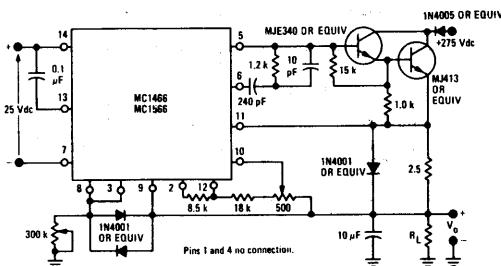 1N4005 OR EQUIV
+275 Vdc
MJE340 OR EQUIV
14
5
+
0.1
μF
25 Vdc
13
MC1466
MC1566
1.2 k
10
pF
15 k
6
240 pF
MJ413
OR
EQUIV
1.0 k
11
7
–
10
1N4001
OR EQUIV
2.5
8
3
9
2
12
8.5 k
18 k
500
300 k
1N4001
OR EQUIV
10 μF
RL
+
Vo
–
Pins 1 and 4 no connection.